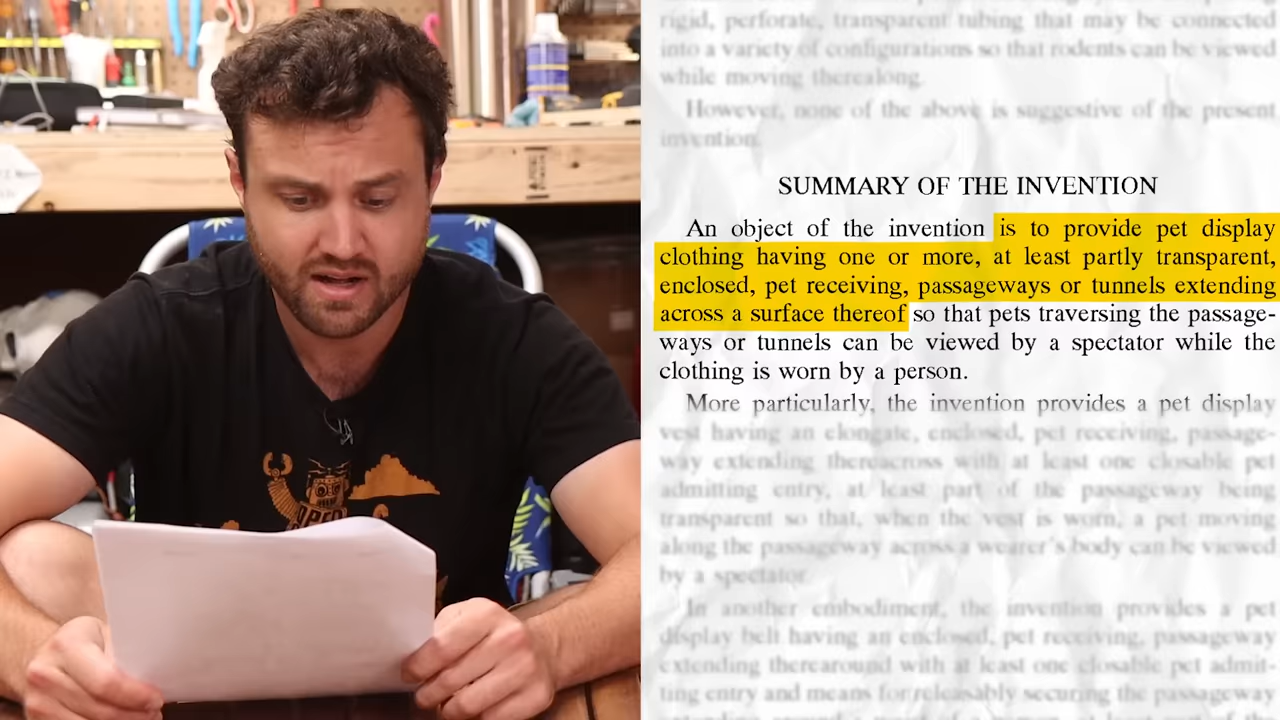 rigid, perforate, transparent tubing that may be connected
into a variety of configurations so that rodents can be viewed
while moving therealong.
However, none of the above is suggestive of the present
invention.
SUMMARY OF THE INVENTION
An object of the invention is to provide pet display
clothing having one or more, at least partly transparent,
enclosed, pet receiving, passageways or tunnels extending
across a surface thereof so that pets traversing the passage-
ways or tunnels can be viewed by a spectator while the
clothing is worn by a person.
More particularly, the invention provides a pet display
vest having an elongate, enclosed, pet receiving, passage-
way extending thereacross with at least one closable pet
admitting entry, at least part of the passageway being
transparent so that, when the vest is worn, a pet moving
along the passageway across a wearer's body can be viewed
by a spectator.
In another embodiment, the invention provides a pet
display belt having an enclosed, pet receiving, passageway
extending therearound with at least one closable pet admit-
ting entry and means for releasably securing the passageway